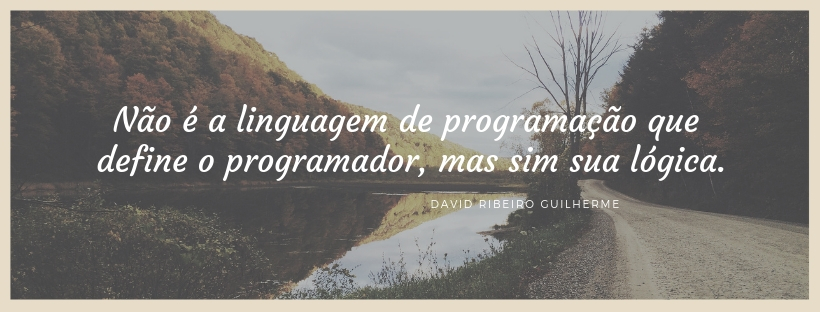 Não é a linguagem de programação que
define o programador, mas sim sua lógica.
DAVID RIBEIRO GUILHERME